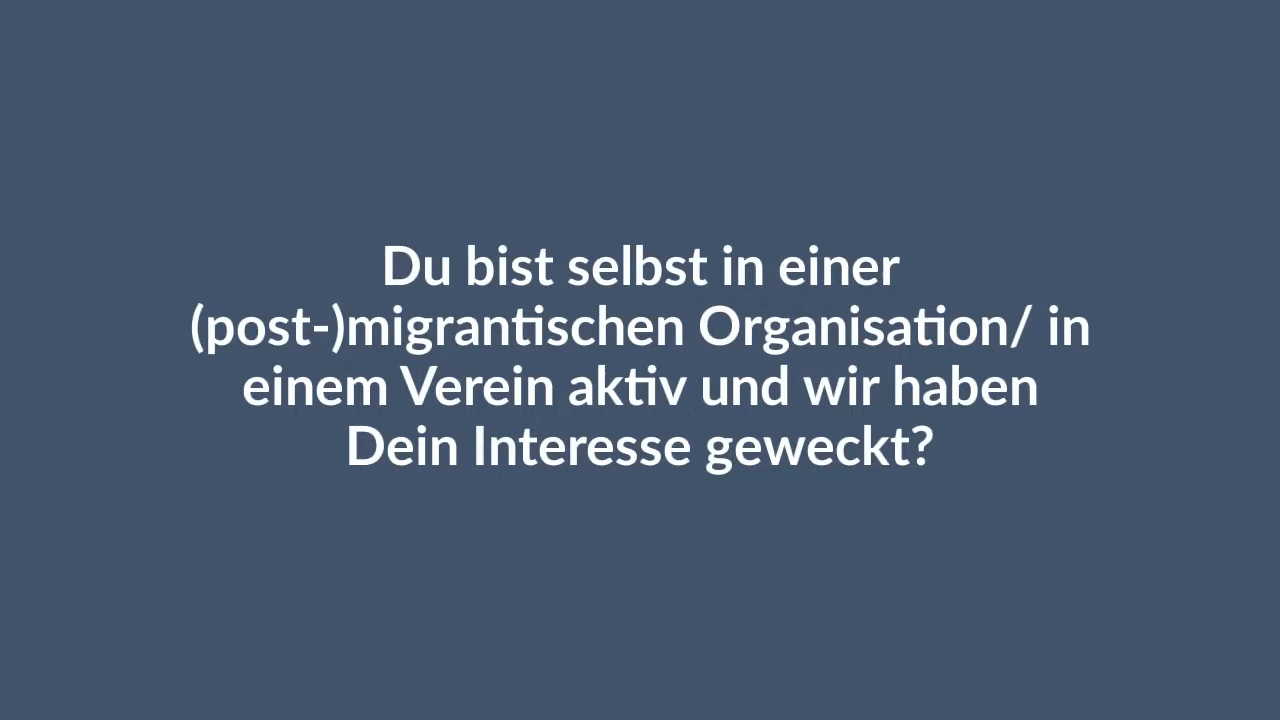 Du bist selbst in einer
(post-)migrantischen Organisation/ in
einem Verein aktiv und wir haben
Dein Interesse geweckt?